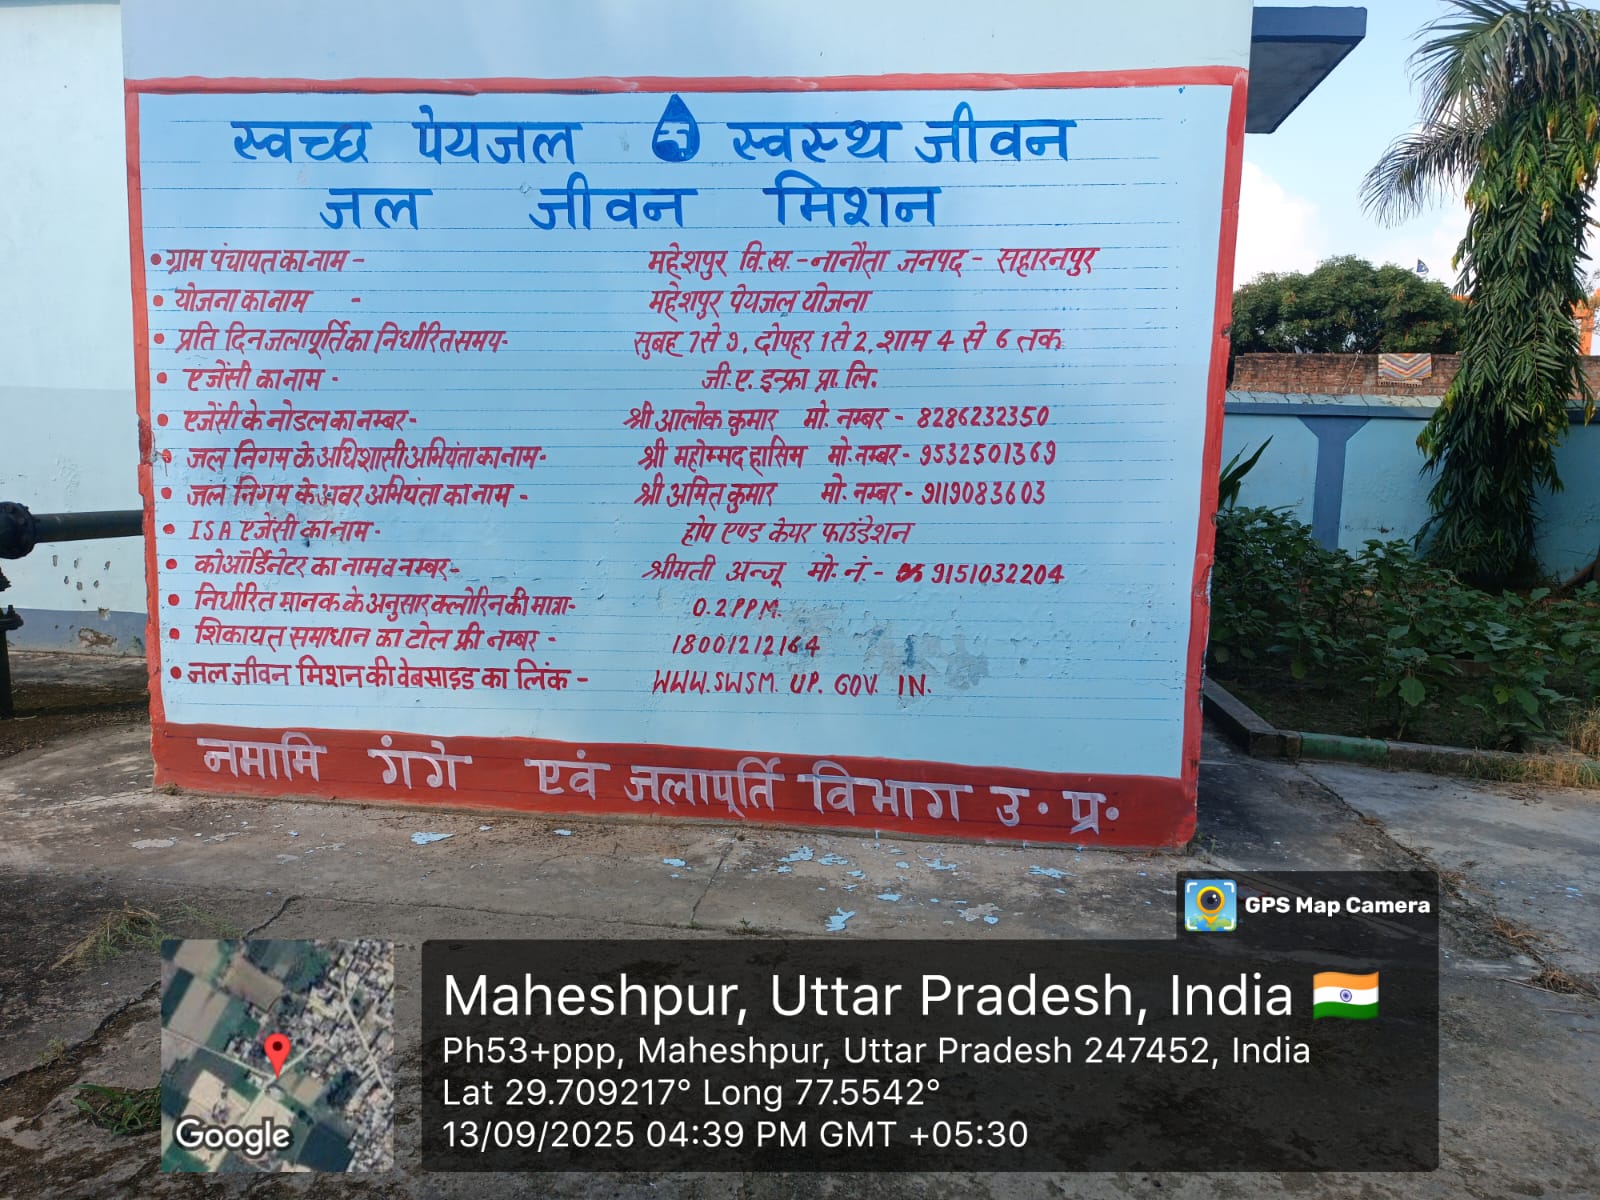 स्वच्छ पेयजल स्वस्थ जीवन
जल जीवन मिशन
• ग्राम पंचायत का नाम - महेशपुर वि.ख. - नानौता जनपद - सहारनपुर
• योजना का नाम - महेशपुर पेयजल योजना
• प्रति दिन जलापूर्ति का निर्धारित समय - सुबह 7 से 9, दोपहर 1 से 2, शाम 4 से 6 तक
• एजेंसी का नाम - जी.ए. इन्फ्रा प्रा. लि.
• एजेंसी के नोडल का नम्बर - श्री आलोक कुमार मो. नम्बर - 8286232350
• जल निगम के अधिशासी अभियंता का नाम - श्री महोम्मद हासिम मो. नम्बर - 9532501369
• जल निगम के अवर अभियंता का नाम - श्री अमित कुमार मो. नम्बर - 9119083603
• ISA एजेंसी का नाम - होप एण्ड केयर फाउंडेशन
• कोऑर्डिनेटर का नाम व नम्बर - श्रीमती अन्जू मो. नं. - 9151032204
• निर्धारित मानक के अनुसार क्लोरिन की मात्रा - 0.2 PPM.
• शिकायत समाधान का टोल फ्री नम्बर - 18001212164
• जल जीवन मिशन की वेबसाइड का लिंक - WWW.SWSM. UP. GOV. IN.
नमामि गंगे एवं जलापूर्ति विभाग उ. प्र.
GPS Map Camera
Maheshpur, Uttar Pradesh, India
Ph53+ppp, Maheshpur, Uttar Pradesh 247452, India
Lat 29.709217° Long 77.5542°
13/09/2025 04:39 PM GMT +05:30
Google